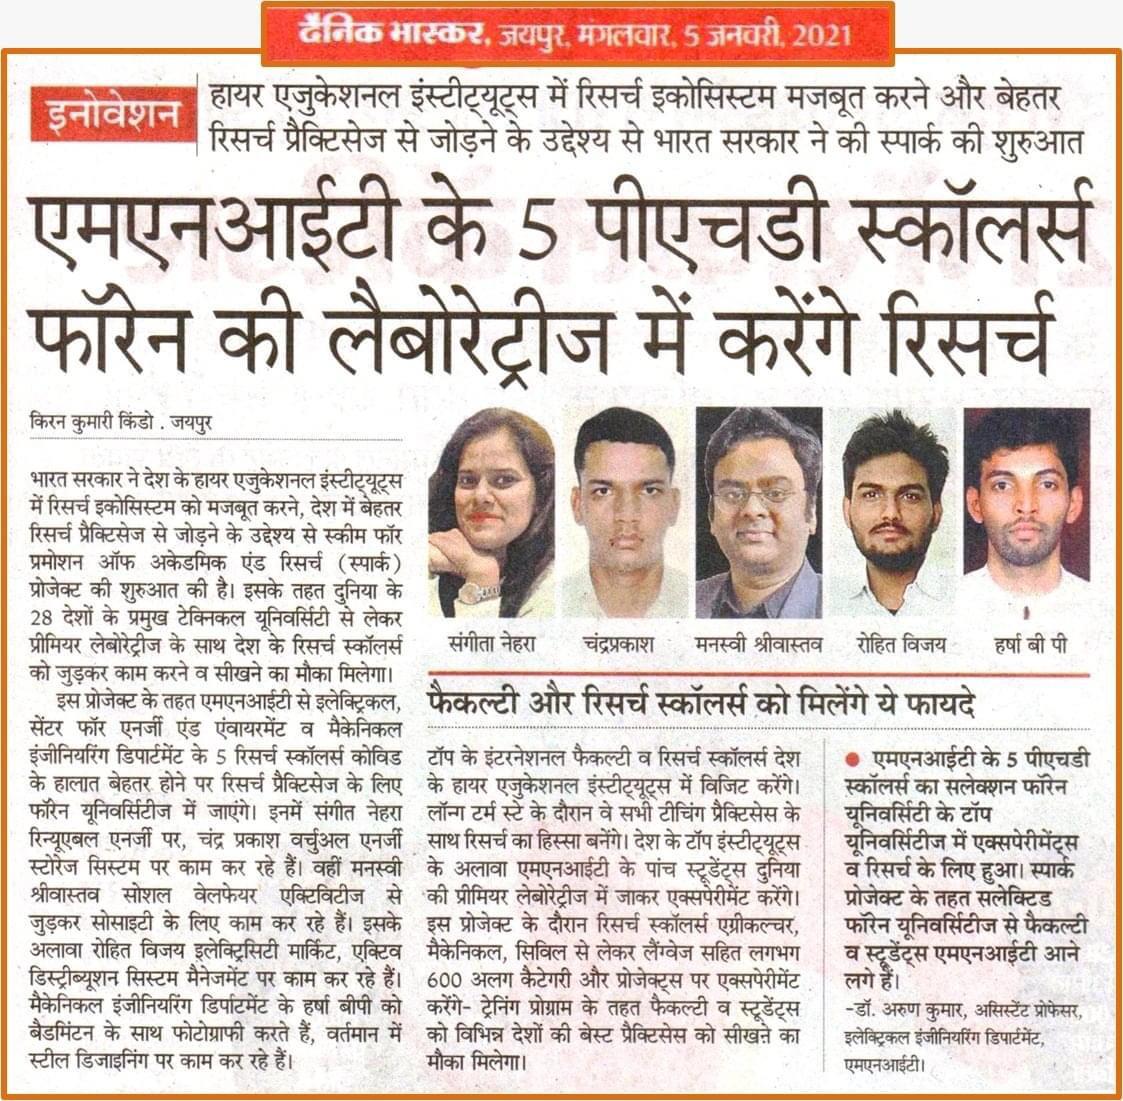 दैनिक भास्कर, जयपुर, मंगलवार, 5 जनवरी, 2021
इनोवेशन
हायर एजुकेशनल इंस्टीट्यूट्स में रिसर्च इकोसिस्टम मजबूत करने और बेहतर
रिसर्च प्रैक्टिसेज से जोड़ने के उद्देश्य से भारत सरकार ने की स्पार्क की शुरुआत
एमएनआईटी के 5 पीएचडी स्कॉलर्स
फॉरेन की लैबोरेट्रीज में करेंगे रिसर्च
किरन कुमारी किंडो . जयपुर
भारत सरकार ने देश के हायर एजुकेशनल इंस्टीट्यूट्स
में रिसर्च इकोसिस्टम को मजबूत करने, देश में बेहतर
रिसर्च प्रैक्टिसेज से जोड़ने के उद्देश्य से स्कीम फॉर
प्रमोशन ऑफ अकेडमिक एंड रिसर्च (स्पार्क)
प्रोजेक्ट की शुरुआत की है। इसके तहत दुनिया के
28 देशों के प्रमुख टेक्निकल यूनिवर्सिटी से लेकर
प्रीमियर लेबोरेट्रीज के साथ देश के रिसर्च स्कॉलर्स
को जुड़कर काम करने व सीखने का मौका मिलेगा।
इस प्रोजेक्ट के तहत एमएनआईटी से इलेक्ट्रिकल,
सेंटर फॉर एनर्जी एंड एंवायरमेंट व मैकेनिकल
इंजीनियरिंग डिपार्टमेंट के 5 रिसर्च स्कॉलर्स कोविड
के हालात बेहतर होने पर रिसर्च प्रैक्टिसेज के लिए
फॉरेन यूनिवर्सिटीज में जाएंगे। इनमें संगीत नेहरा
रिन्यूएबल एनर्जी पर, चंद्र प्रकाश वर्चुअल एनर्जी
स्टोरेज सिस्टम पर काम कर रहे हैं। वहीं मनस्वी
श्रीवास्तव सोशल वेलफेयर एक्टिविटीज से
जुड़कर सोसाइटी के लिए काम कर रहे हैं। इसके
अलावा रोहित विजय इलेक्ट्रिसिटी मार्किट, एक्टिव
डिस्ट्रीब्यूशन सिस्टम मैनेजमेंट पर काम कर रहे हैं।
मैकेनिकल इंजीनियरिंग डिपार्टमेंट के हर्षा बीपी को
बैडमिंटन के साथ फोटोग्राफी करते हैं, वर्तमान में
स्टील डिजाइनिंग पर काम कर रहे हैं।
संगीता नेहरा
चंद्रप्रकाश
मनस्वी श्रीवास्तव
रोहित विजय
हर्षा बी पी
फैकल्टी और रिसर्च स्कॉलर्स को मिलेंगे ये फायदे
टॉप के इंटरनेशनल फैकल्टी व रिसर्च स्कॉलर्स देश
के हायर एजुकेशनल इंस्टीट्यूट्स में विजिट करेंगे।
लॉन्ग टर्म स्टे के दौरान वे सभी टीचिंग प्रैक्टिसेस के
साथ रिसर्च का हिस्सा बनेंगे। देश के टॉप इंस्टीट्यूट्स
के अलावा एमएनआईटी के पांच स्टूडेंट्स दुनिया
की प्रीमियर लेबोरेट्रीज में जाकर एक्सपेरीमेंट करेंगे।
इस प्रोजेक्ट के दौरान रिसर्च स्कॉलर्स एग्रीकल्चर,
मैकेनिकल, सिविल से लेकर लैंग्वेज सहित लगभग
600 अलग कैटेगरी और प्रोजेक्ट्स पर एक्सपेरीमेंट
करेंगे- ट्रेनिंग प्रोग्राम के तहत फैकल्टी व स्टूडेंट्स
को विभिन्न देशों की बेस्ट प्रैक्टिसेस को सीखने का
मौका मिलेगा।
● एमएनआईटी के 5 पीएचडी
स्कॉलर्स का सलेक्शन फॉरेन
यूनिवर्सिटी के टॉप
यूनिवर्सिटीज में एक्सपेरीमेंट्स
व रिसर्च के लिए हुआ। स्पार्क
प्रोजेक्ट के तहत सलेक्टिड
फॉरेन यूनिवर्सिटीज से फैकल्टी
व स्टूडेंट्स एमएनआईटी आने
लगे हैं।
-डॉ. अरुण कुमार, असिस्टेंट प्रोफेसर,
इलेक्ट्रिकल इंजीनियरिंग डिपार्टमेंट,
एमएनआईटी।